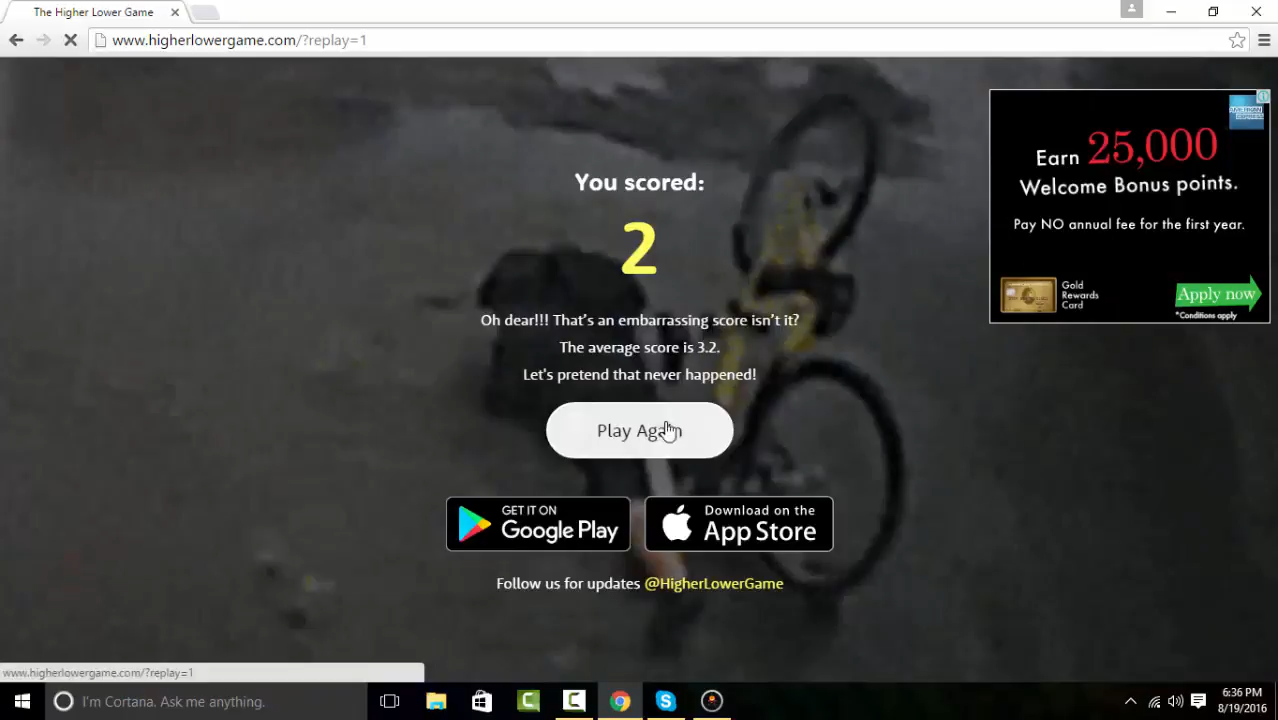 The Higher Lower Game
www.higherlowergame.com/?replay=1
AMERICAN EXPRESS
Earn 25,000
Welcome Bonus points.
Pay NO annual fee for the first year.
Gold
Rewards
Card
Apply now
*Conditions apply
You scored:
2
Oh dear!!! That's an embarrassing score isn't it?
The average score is 3.2.
Let's pretend that never happened!
Play Again
GET IT ON
Google Play
Download on the
App Store
Follow us for updates @HigherLowerGame
www.higherlowergame.com/?replay=1
I'm Cortana. Ask me anything.
6:36 PM
8/19/2016